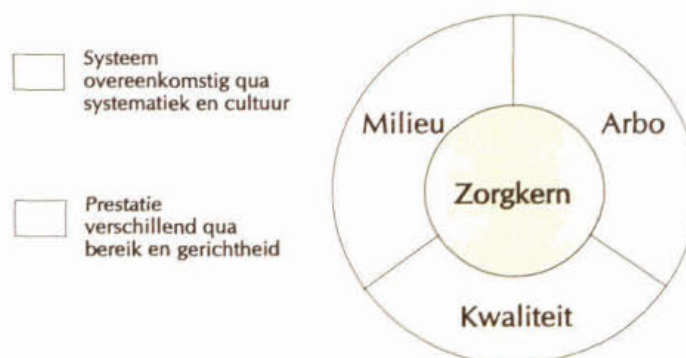 Systeem
overeenkomstig qua
systematiek en cultuur
Prestatie
verschillend qua
bereik en gerichtheid
Milieu
Arbo
Zorgkern
Kwaliteit